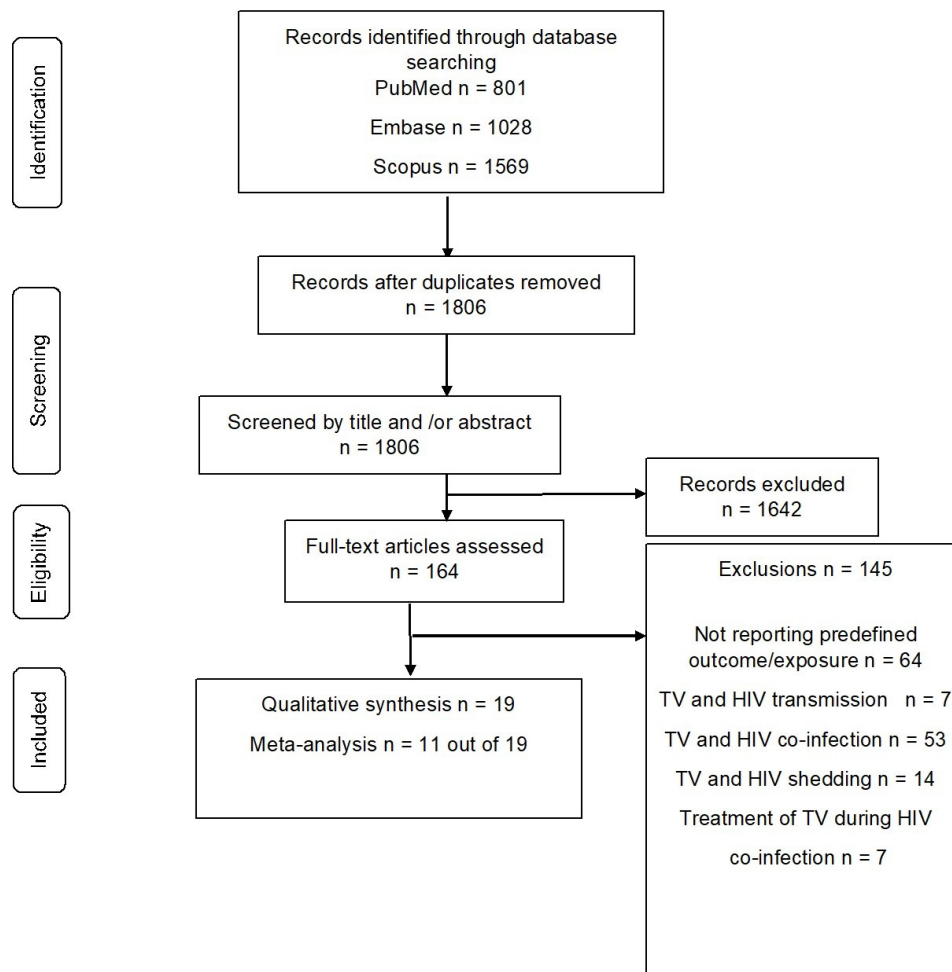 Identification
Records identified through database
searching
PubMed n = 801
Embase n = 1028
Scopus n = 1569
Screening
Records after duplicates removed
n = 1806
Screened by title and /or abstract
n = 1806
Records excluded
n = 1642
Eligibility
Full-text articles assessed
n = 164
Exclusions n = 145
Not reporting predefined
outcome/exposure n = 64
TV and HIV transmission n = 7
TV and HIV co-infection n = 53
TV and HIV shedding n = 14
Treatment of TV during HIV
co-infection n = 7
Included
Qualitative synthesis n = 19
Meta-analysis n = 11 out of 19